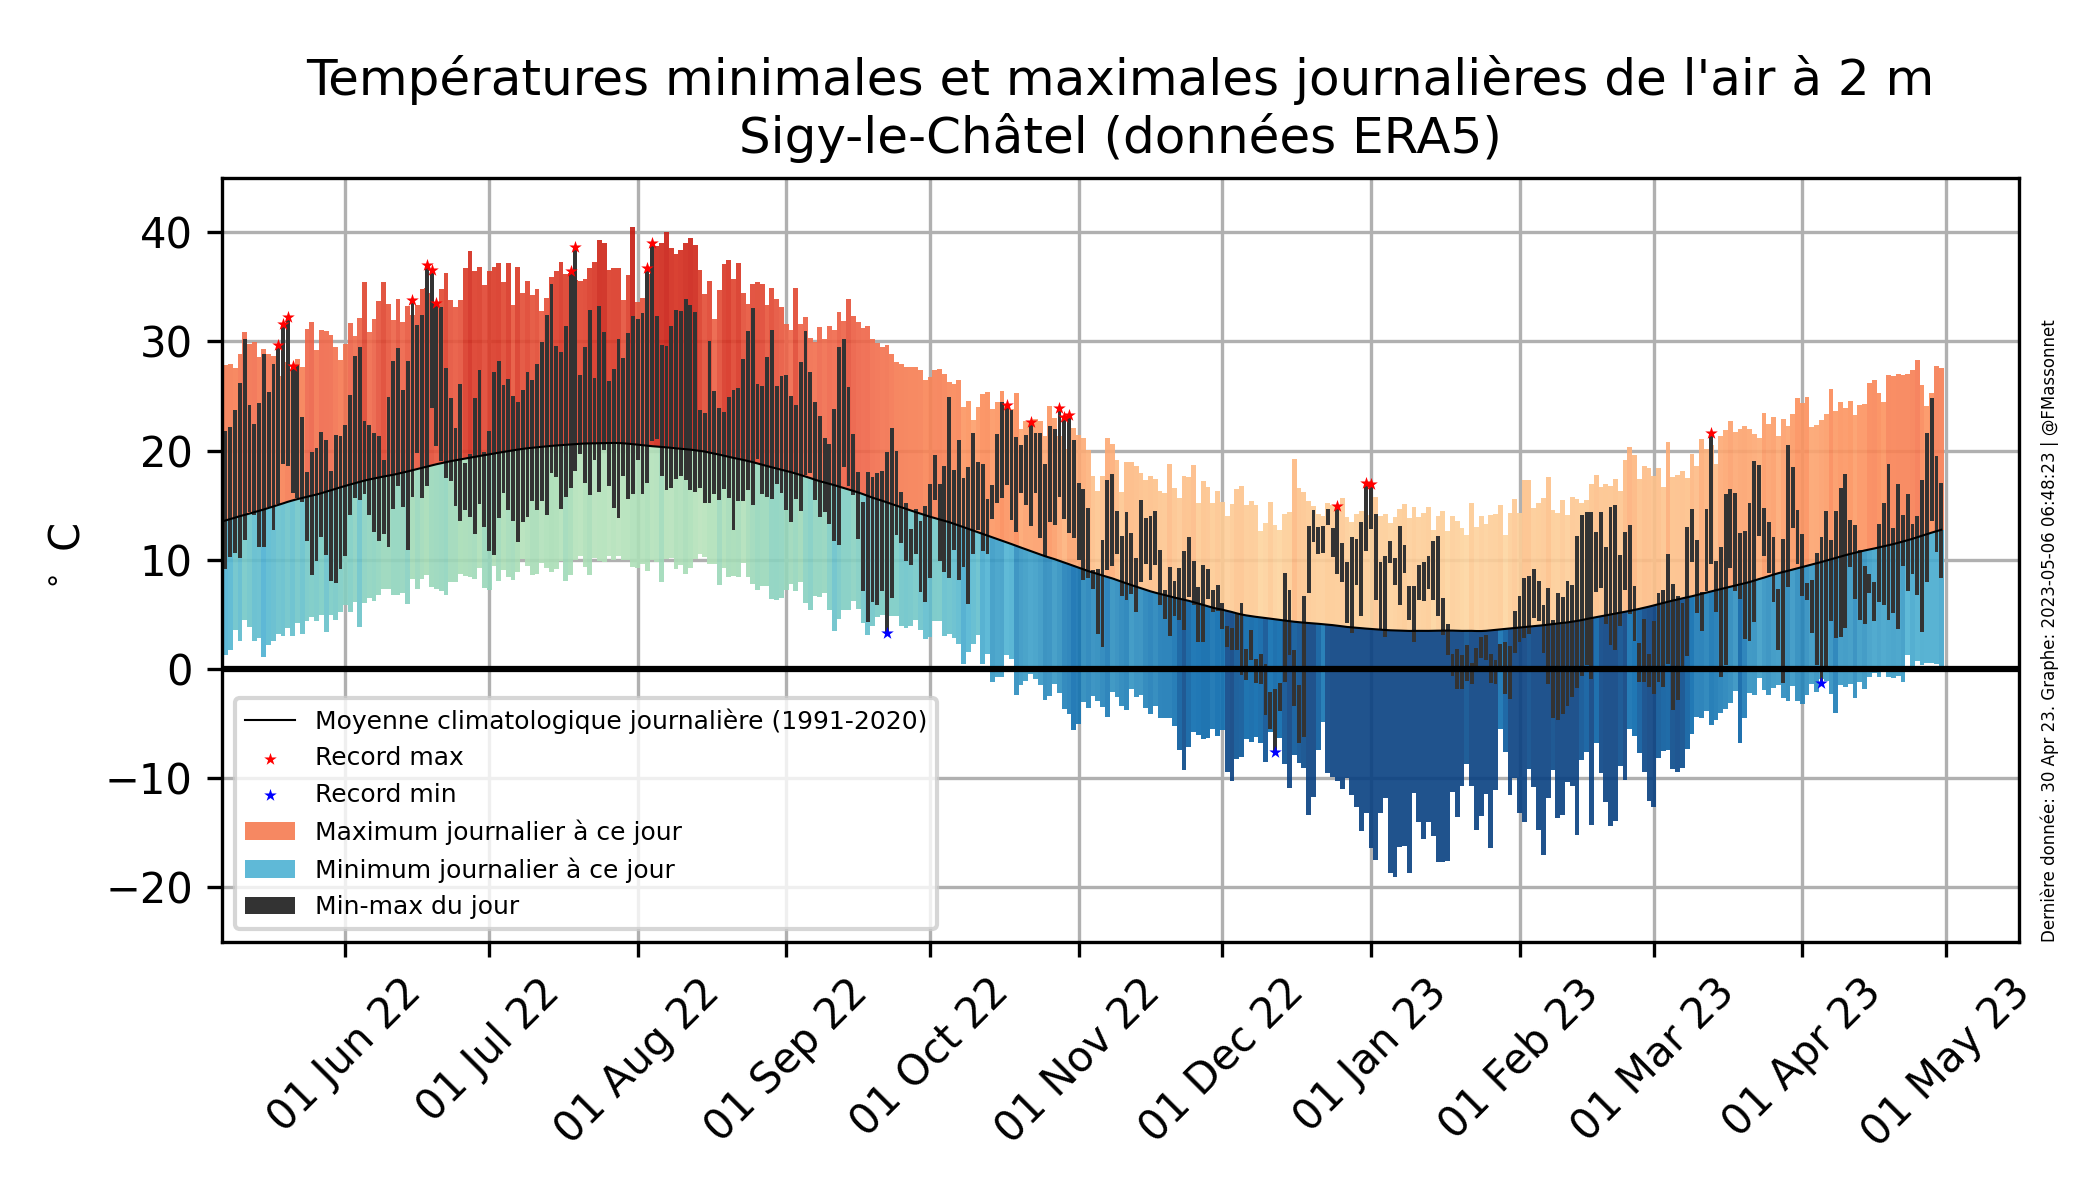 Températures minimales et maximales journalières de l'air à 2 m
Sigy-le-Châtel (données ERA5)
° C
40
30
20
10
0
−10
−20
Moyenne climatologique journalière (1991-2020)
Record max
Record min
Maximum journalier à ce jour
Minimum journalier à ce jour
Min-max du jour
01 Jun 22
01 Jul 22
01 Aug 22
01 Sep 22
01 Oct 22
01 Nov 22
01 Dec 22
01 Jan 23
01 Feb 23
01 Mar 23
01 Apr 23
01 May 23
Dernière donnée: 30 Apr 23. Graphe: 2023-05-06 06:48:23 | @FMassonnet